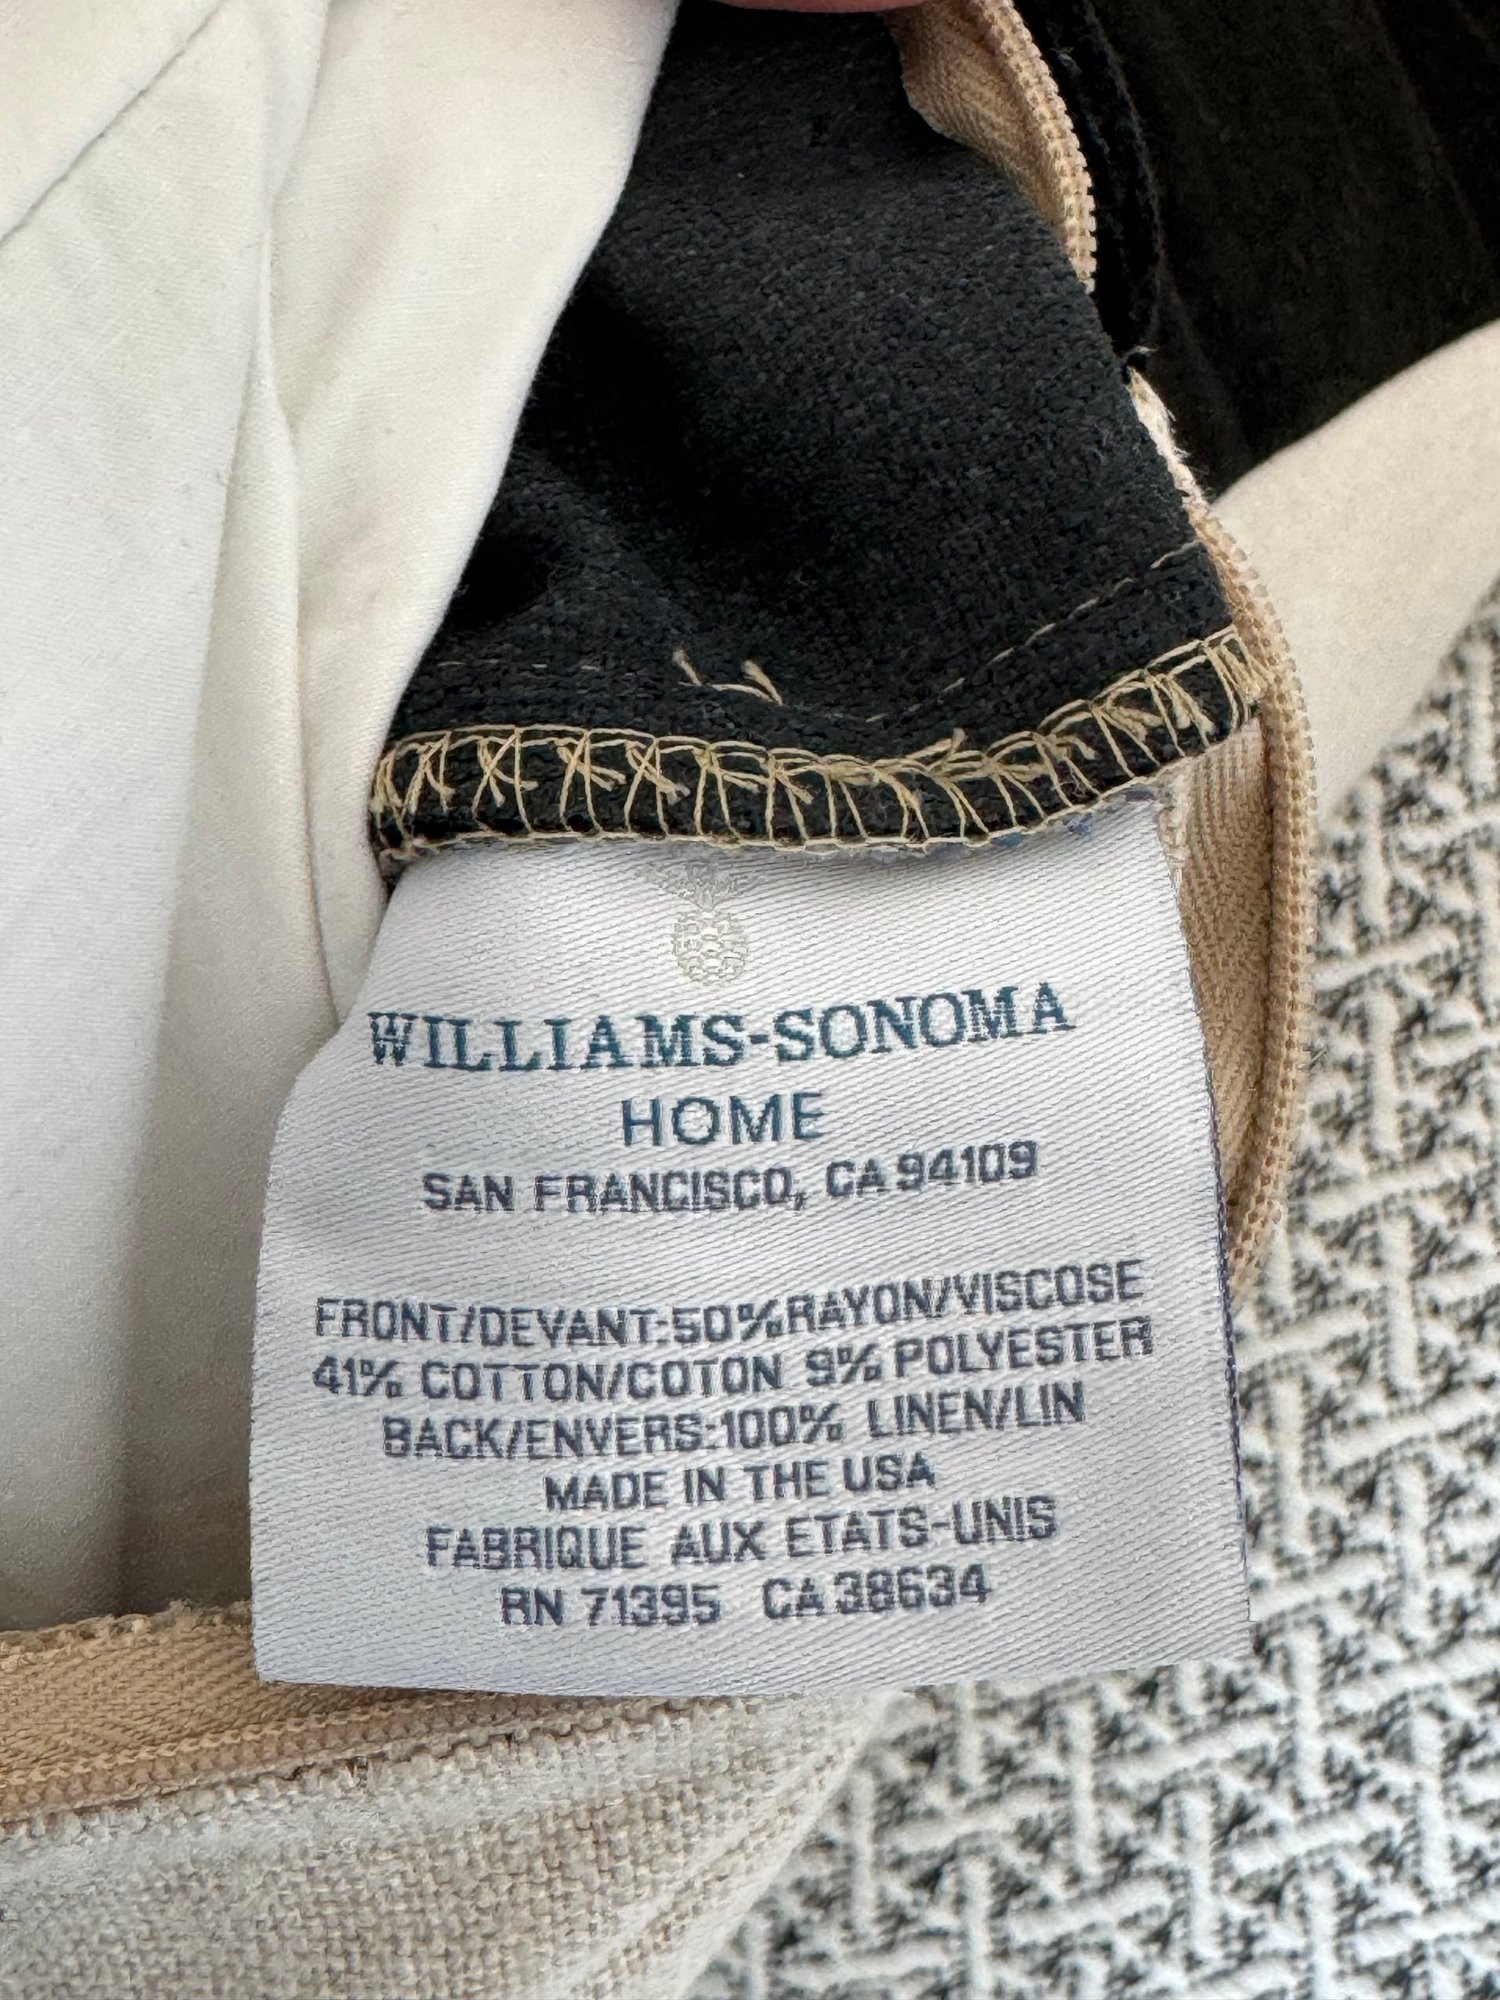 WILLIAMS-SONOMA
HOME
SAN FRANCISCO, CA 94109
FRONT/DEVANT:50% RAYON/VISCOSE
41% COTTON/COTON 9% POLYESTER
BACK/ENVERS:100% LINEN/LIN
MADE IN THE USA
FABRIQUE AUX ETATS-UNIS
RN 71395 CA 38634